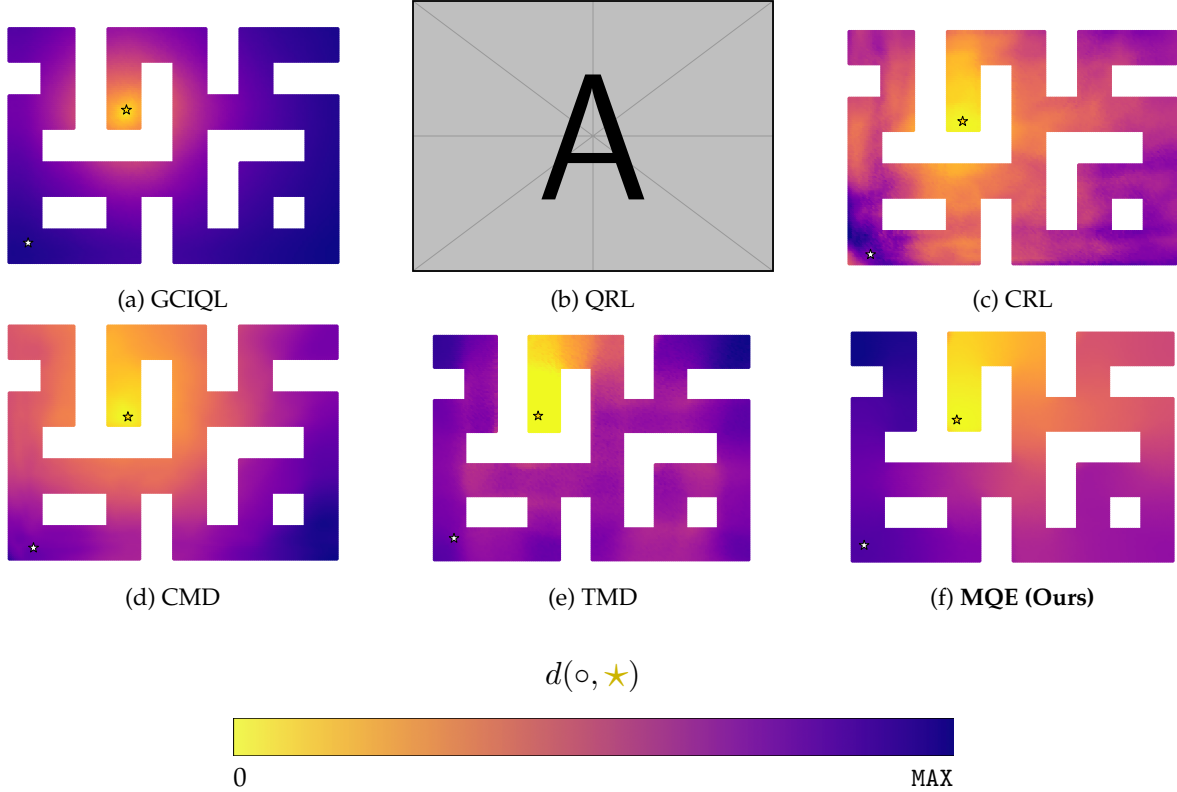 A
(a) GCIQL
(b) QRL
(c) CRL
(d) CMD
(e) TMD
(f) MQE (Ours)
d(∘, ★)
0
MAX